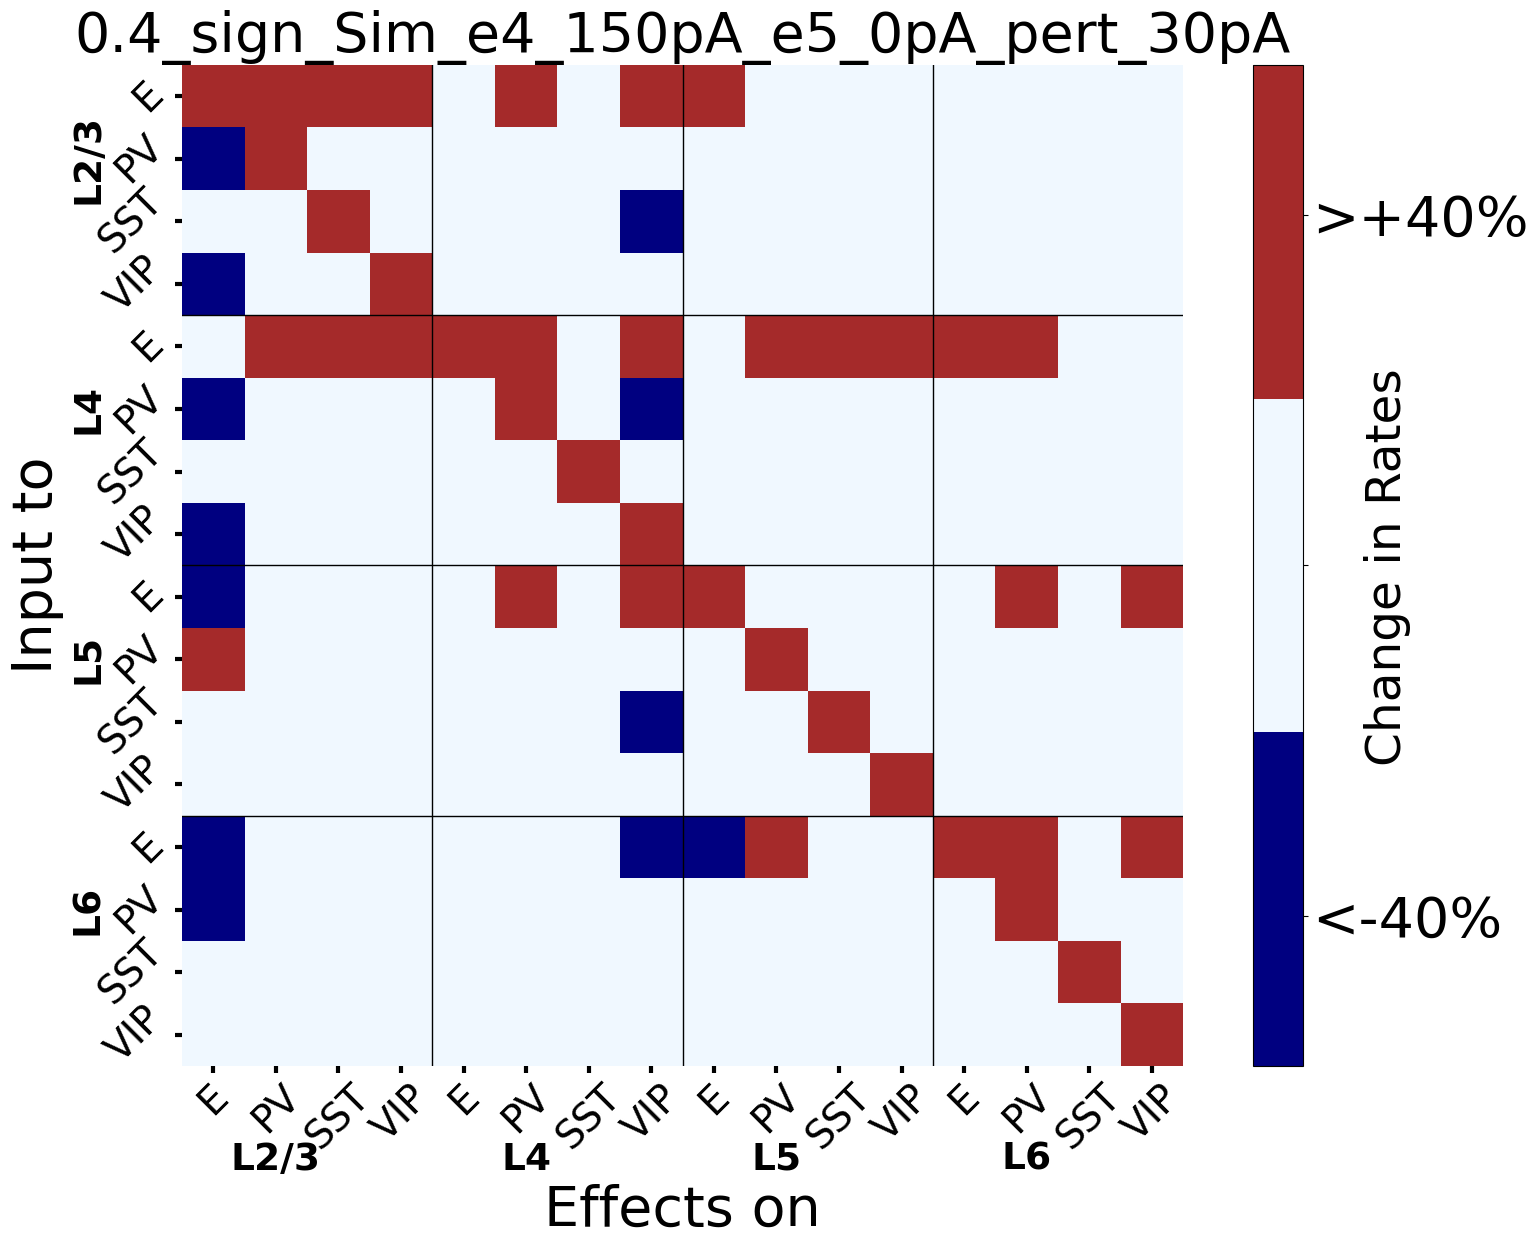 0.4_sign_Sim_e4_150pA_e5_0pA_pert_30pA
Input to
L2/3
E
PV
SST
VIP
L4
E
PV
SST
VIP
L5
E
PV
SST
VIP
L6
E
PV
SST
VIP
E PV SST VIP E PV SST VIP E PV SST VIP E PV SST VIP
L2/3 L4 L5 L6
Effects on
>+40%
<-40%
Change in Rates